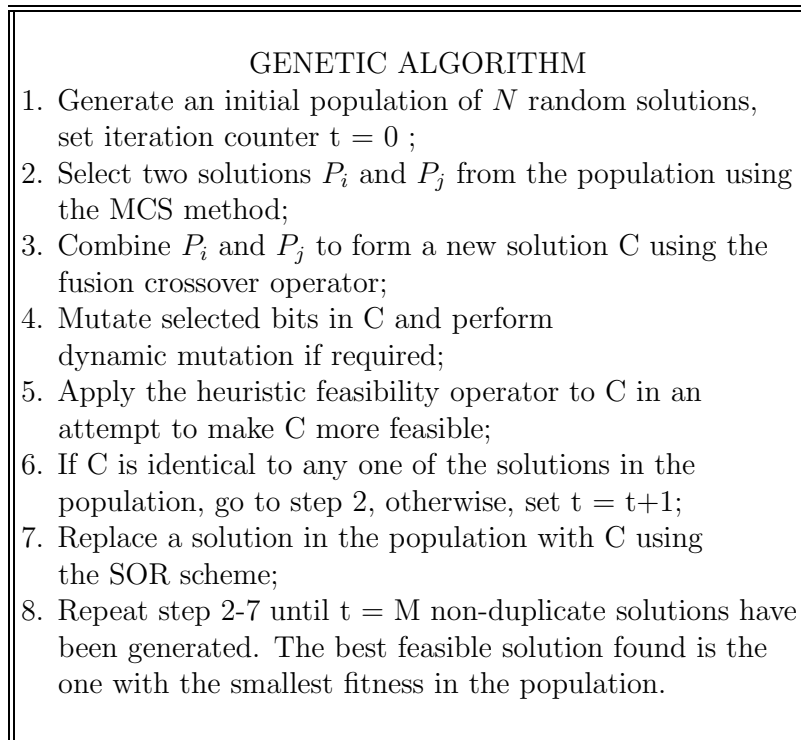 GENETIC ALGORITHM
1. Generate an initial population of N random solutions,
set iteration counter t = 0 ;
2. Select two solutions P_i and P_j from the population using
the MCS method;
3. Combine P_i and P_j to form a new solution C using the
fusion crossover operator;
4. Mutate selected bits in C and perform
dynamic mutation if required;
5. Apply the heuristic feasibility operator to C in an
attempt to make C more feasible;
6. If C is identical to any one of the solutions in the
population, go to step 2, otherwise, set t = t+1;
7. Replace a solution in the population with C using
the SOR scheme;
8. Repeat step 2-7 until t = M non-duplicate solutions have
been generated. The best feasible solution found is the
one with the smallest fitness in the population.